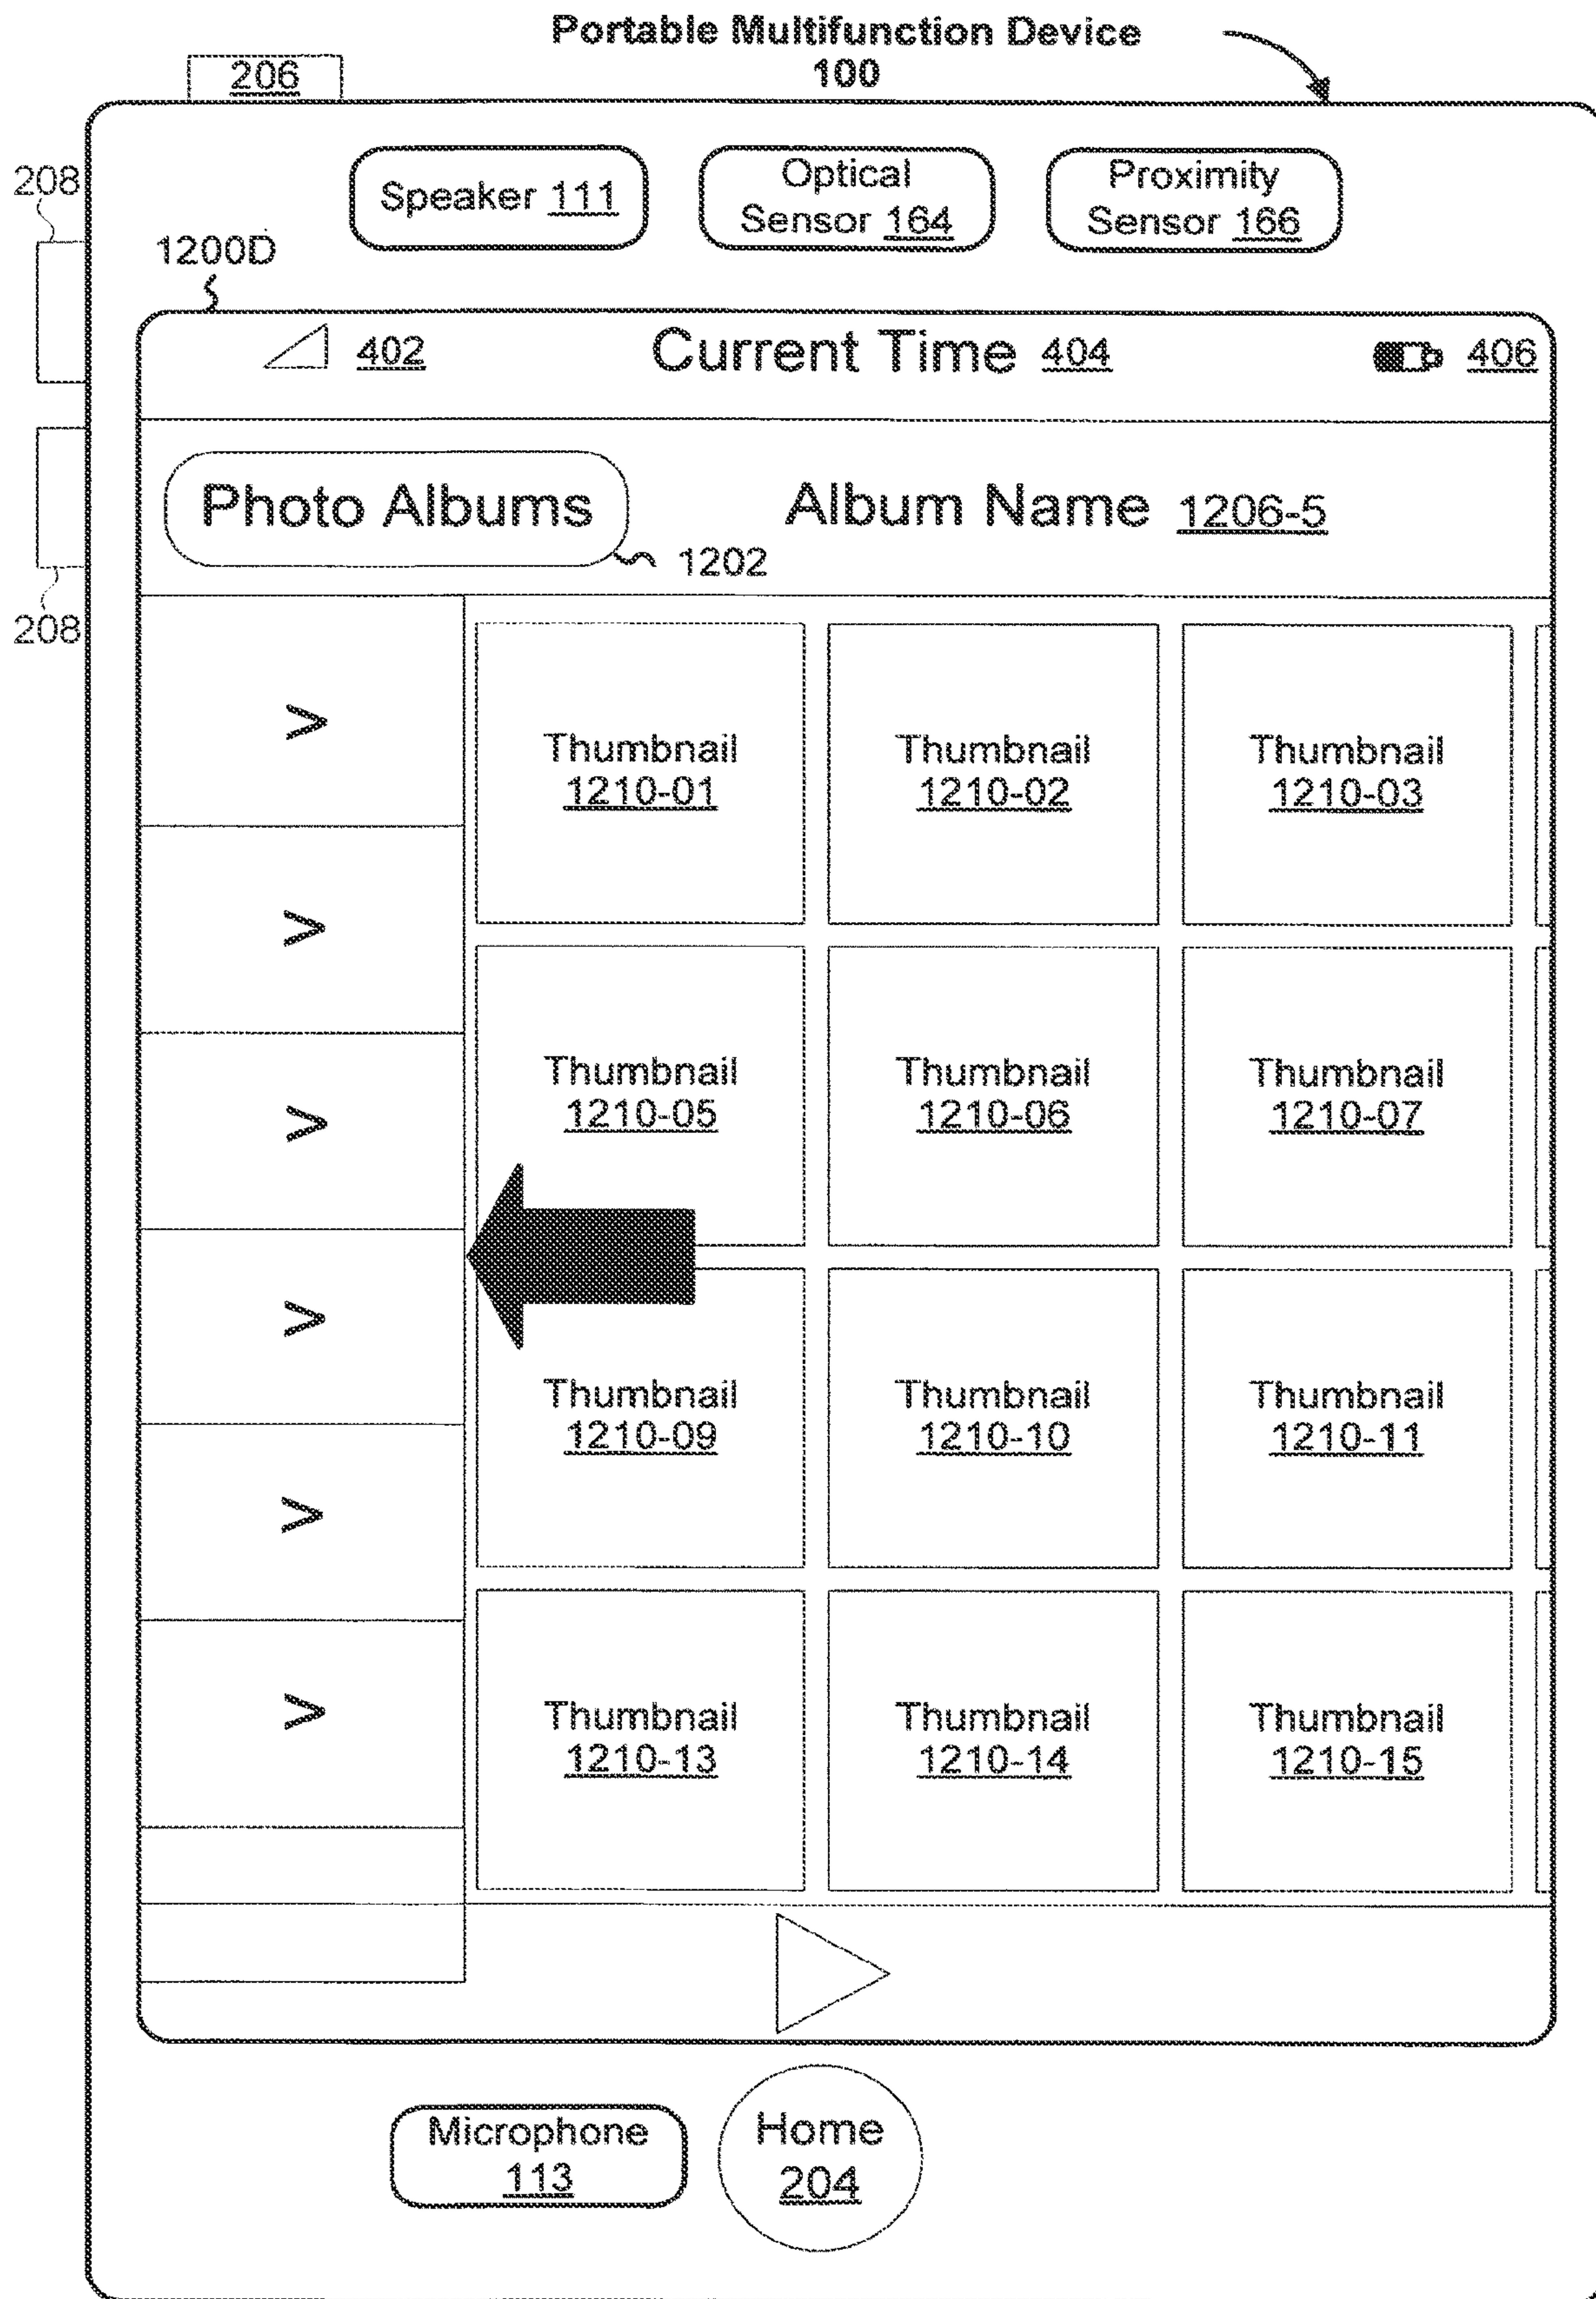 Portable Multifunction Device
100
206
208
Speaker 111
Optical
Sensor 164
Proximity
Sensor 166
1200D
402
Current Time 404
406
Photo Albums
Album Name 1206-5
1202
208
>
Thumbnail
1210-01
Thumbnail
1210-02
Thumbnail
1210-03
>
>
Thumbnail
1210-05
Thumbnail
1210-06
Thumbnail
1210-07
>
Thumbnail
1210-09
Thumbnail
1210-10
Thumbnail
1210-11
>
>
Thumbnail
1210-13
Thumbnail
1210-14
Thumbnail
1210-15
Microphone
113
Home
204